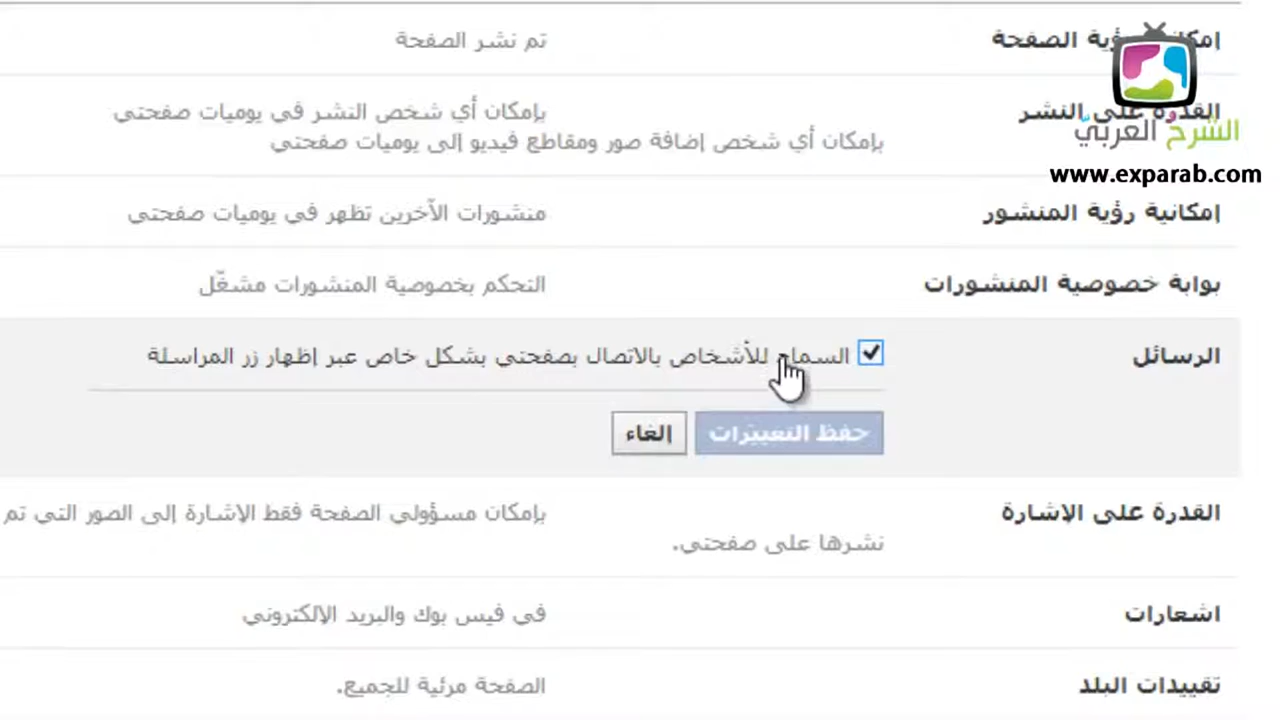 إمكانية رؤية الصفحة
تم نشر الصفحة
القدرة على النشر
بإمكان أي شخص النشر في يوميات صفحتي
بإمكان أي شخص إضافة صور ومقاطع فيديو إلى يوميات صفحتي
الشرح العربي
www.exparab.com
إمكانية رؤية المنشور
منشورات الآخرين تظهر في يوميات صفحتي
بوابة خصوصية المنشورات
التحكم بخصوصية المنشورات مشغّل
الرسائل
السماح للأشخاص بالاتصال بصفحتي بشكل خاص عبر إظهار زر المراسلة
حفظ التغييرات
إلغاء
القدرة على الإشارة
بإمكان مسؤولي الصفحة فقط الإشارة إلى الصور التي تم
نشرها على صفحتي.
اشعارات
في فيس بوك والبريد الإلكتروني
تقييدات البلد
الصفحة مرئية للجميع.